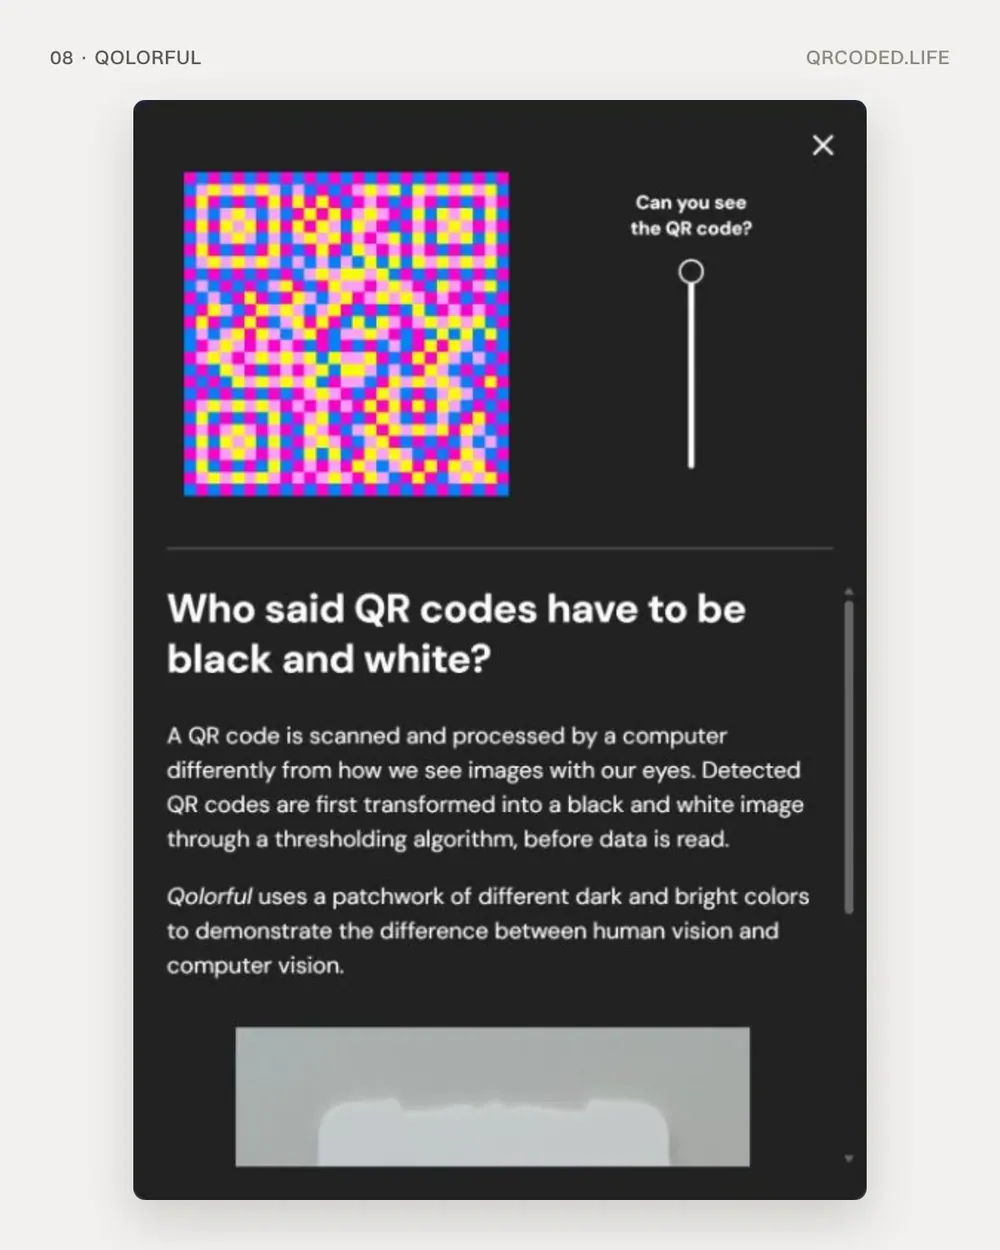 08 · QOLORFUL
QRCODED.LIFE
Can you see
the QR code?
Who said QR codes have to be
black and white?
A QR code is scanned and processed by a computer
differently from how we see images with our eyes. Detected
QR codes are first transformed into a black and white image
through a thresholding algorithm, before data is read.
Qolorful uses a patchwork of different dark and bright colors
to demonstrate the difference between human vision and
computer vision.